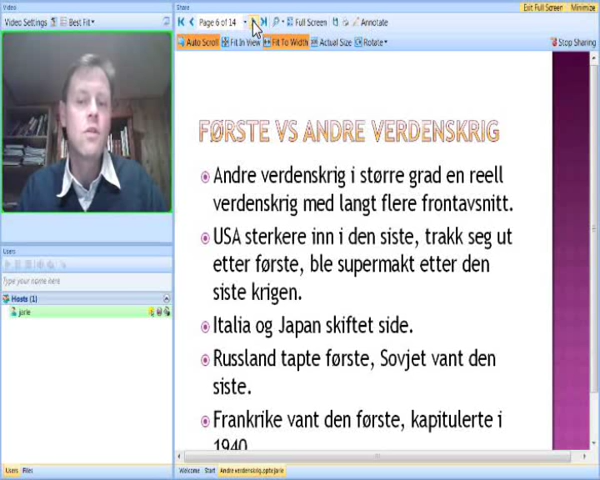 Video
Share
Exit Full Screen
Minimize
Video Settings
Best Fit
Page 6 of 14
Full Screen
Annotate
Auto Scroll
Fit In View
Fit To Width
Actual Size
Rotate
Stop Sharing
FØRSTE VS ANDRE VERDENSKRIG
Andre verdenskrig i større grad en reell
verdenskrig med langt flere frontavsnitt.
USA sterkere inn i den siste, trakk seg ut
etter første, ble supermakt etter den
siste krigen.
Italia og Japan skiftet side.
Russland tapte første, Sovjet vant den
siste.
Frankrike vant den første, kapitulerte i
1940
Users
Type your name here
Hosts (1)
jarle
Users
Files
Welcome
Start
Andre verdenskrig.pptx:jarle